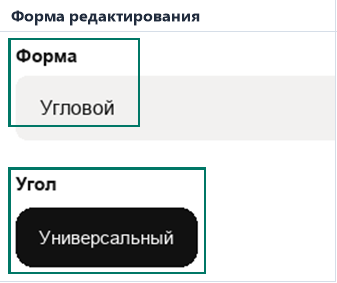 Форма редактирования
Форма
Угловой
Угол
Универсальный